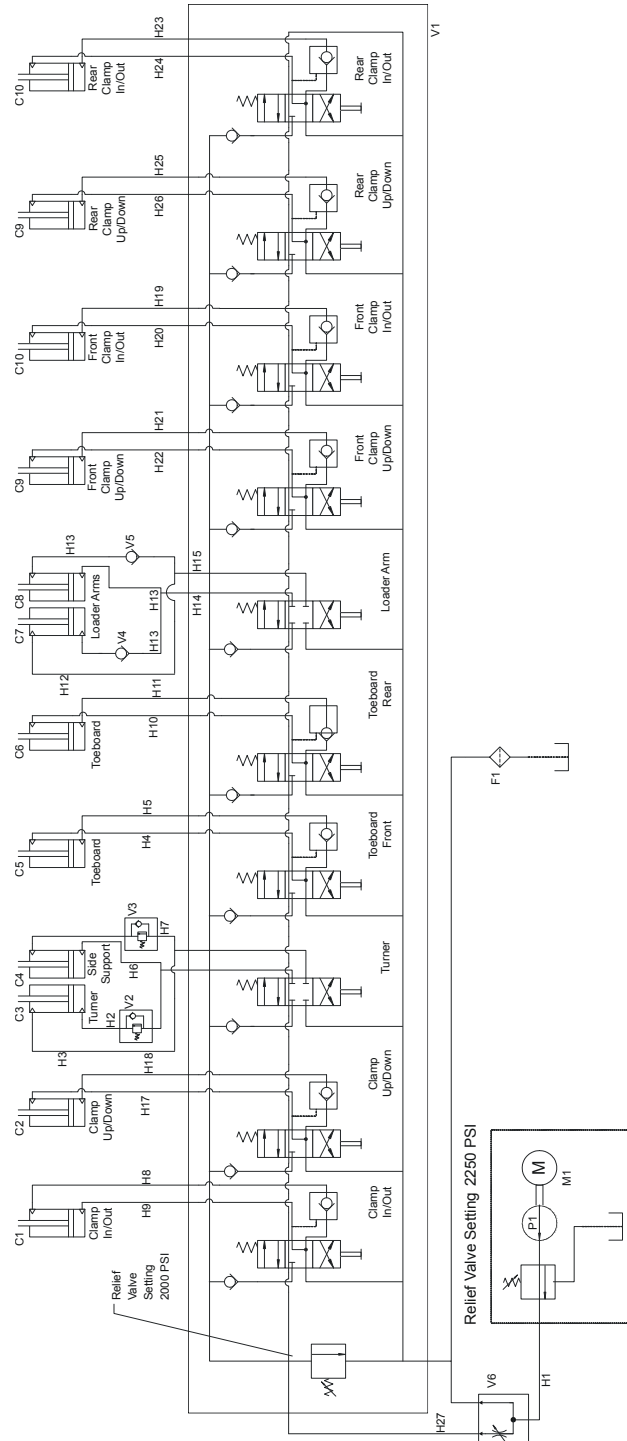 C1
Clamp
In/Out
H8
H9
C2
Clamp
Up/Down
H17
H18
C3
Turner
H3
H2
V2
C4
Side
Support
H6
V3
H7
C5
Toeboard
H4
H5
C6
Toeboard
H10
H11
H12
C7
C8
Loader Arms
V4
H13
H13
H13
V5
H14
H15
C9
Front
Clamp
Up/Down
H22
H21
C10
Front
Clamp
In/Out
H20
H19
C9
Rear
Clamp
Up/Down
H26
H25
C10
Rear
Clamp
In/Out
H24
H23
Relief
Valve
Setting
2000 PSI
Clamp
In/Out
Clamp
Up/Down
Turner
Toeboard
Front
Toeboard
Rear
Loader Arm
Front
Clamp
Up/Down
Front
Clamp
In/Out
Rear
Clamp
Up/Down
Rear
Clamp
In/Out
V1
H27
V6
H1
Relief Valve Setting 2250 PSI
P1
M
M1
F1